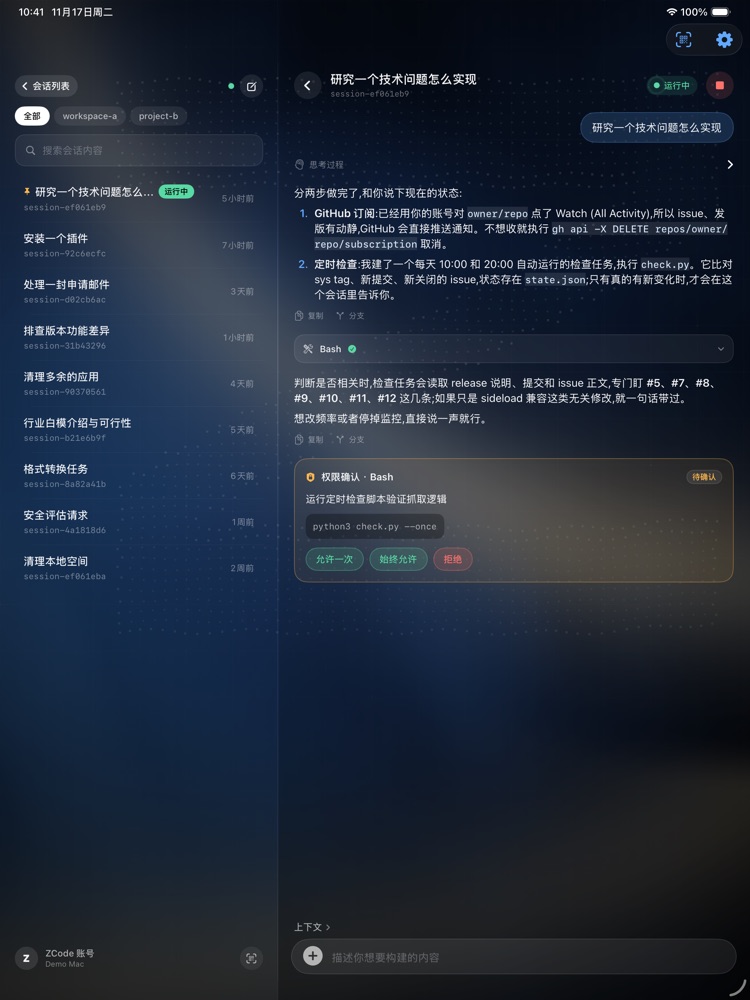 10:41 11月17日周二
100%
会话列表
全部 workspace-a project-b
搜索会话内容
研究一个技术问题怎么... 运行中
session-ef061eb9
5小时前
安装一个插件
session-92c6ecfc
7小时前
处理一封申请邮件
session-d02cb6ac
3天前
排查版本功能差异
session-31b43296
1小时前
清理多余的应用
session-90370561
4天前
行业白模介绍与可行性
session-b21e6b9f
5天前
格式转换任务
session-8a82a41b
6天前
安全评估请求
session-4a1818d6
1周前
清理本地空间
session-ef061eba
2周前
Z
ZCode 账号
Demo Mac
研究一个技术问题怎么实现
session-ef061eb9
运行中
研究一个技术问题怎么实现
思考过程
分两步做完了,和你说下现在的状态:
1. GitHub 订阅:已经用你的账号对 owner/repo 点了 Watch (All Activity),所以 issue、发
版有动静,GitHub 会直接推送通知。不想收就执行 gh api -X DELETE repos/owner/
repo/subscription 取消。
2. 定时检查:我建了一个每天 10:00 和 20:00 自动运行的检查任务,执行 check.py。它比对
sys tag、新提交、新关闭的 issue,状态存在 state.json;只有真的有新变化时,才会在这
个会话里告诉你。
复制 分支
Bash
判断是否相关时,检查任务会读取 release 说明、提交和 issue 正文,专门盯 #5、#7、#8、
#9、#10、#11、#12 这几条;如果只是 sideload 兼容这类无关修改,就一句话带过。
想改频率或者停掉监控,直接说一声就行。
复制 分支
权限确认 · Bash
待确认
运行定时检查脚本验证抓取逻辑
python3 check.py --once
允许一次 始终允许 拒绝
上下文
描述你想要构建的内容